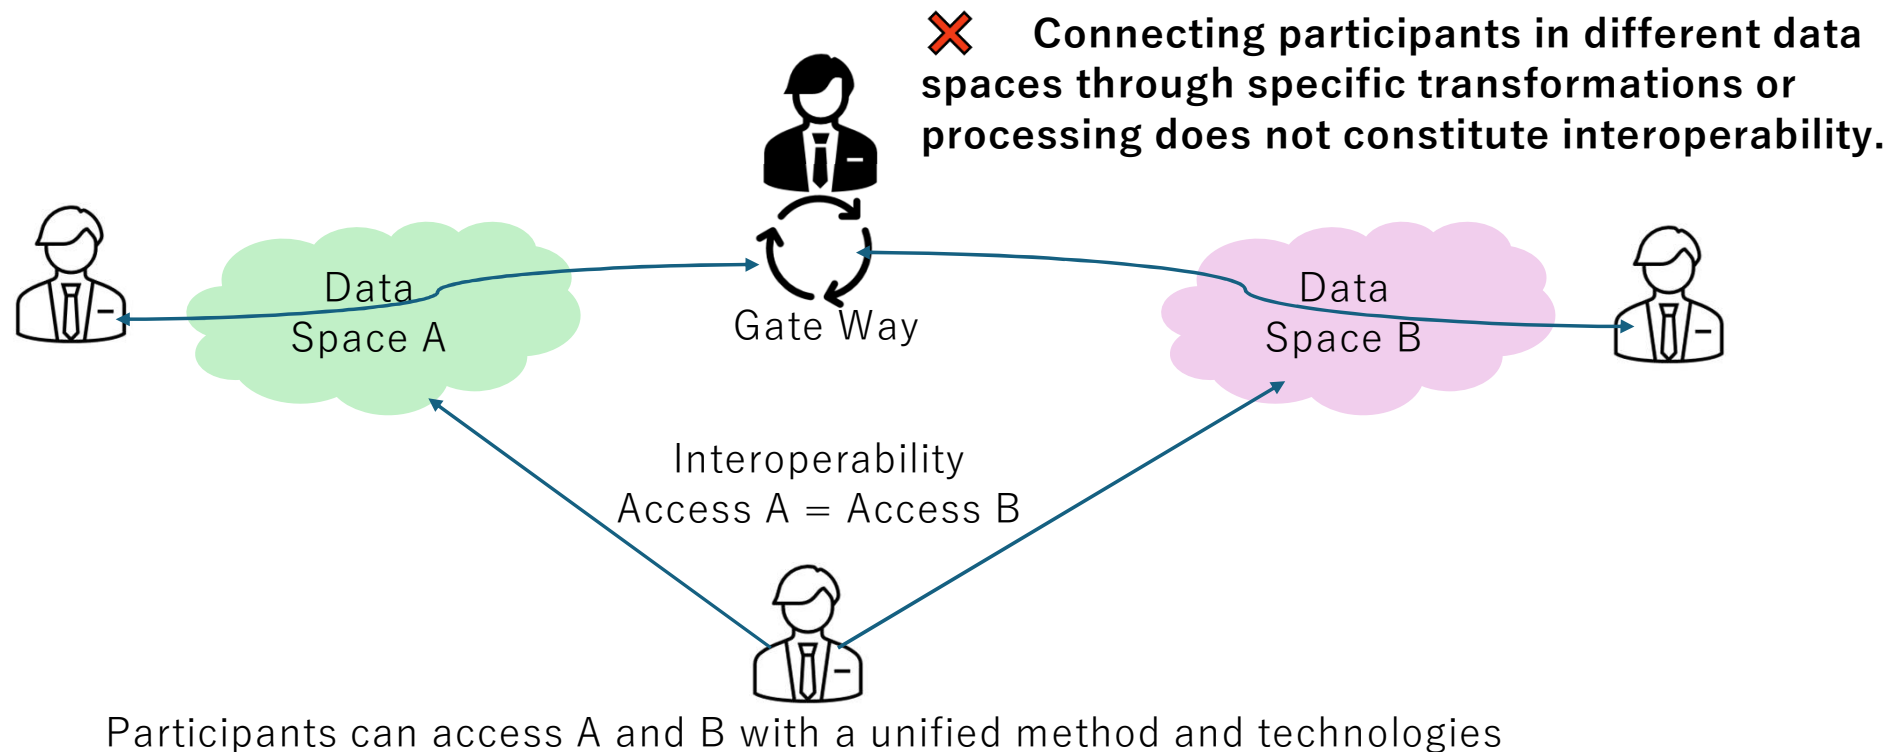 Connecting participants in different data
spaces through specific transformations or
processing does not constitute interoperability.
Data
Space A
Gate Way
Data
Space B
Interoperability
Access A = Access B
Participants can access A and B with a unified method and technologies